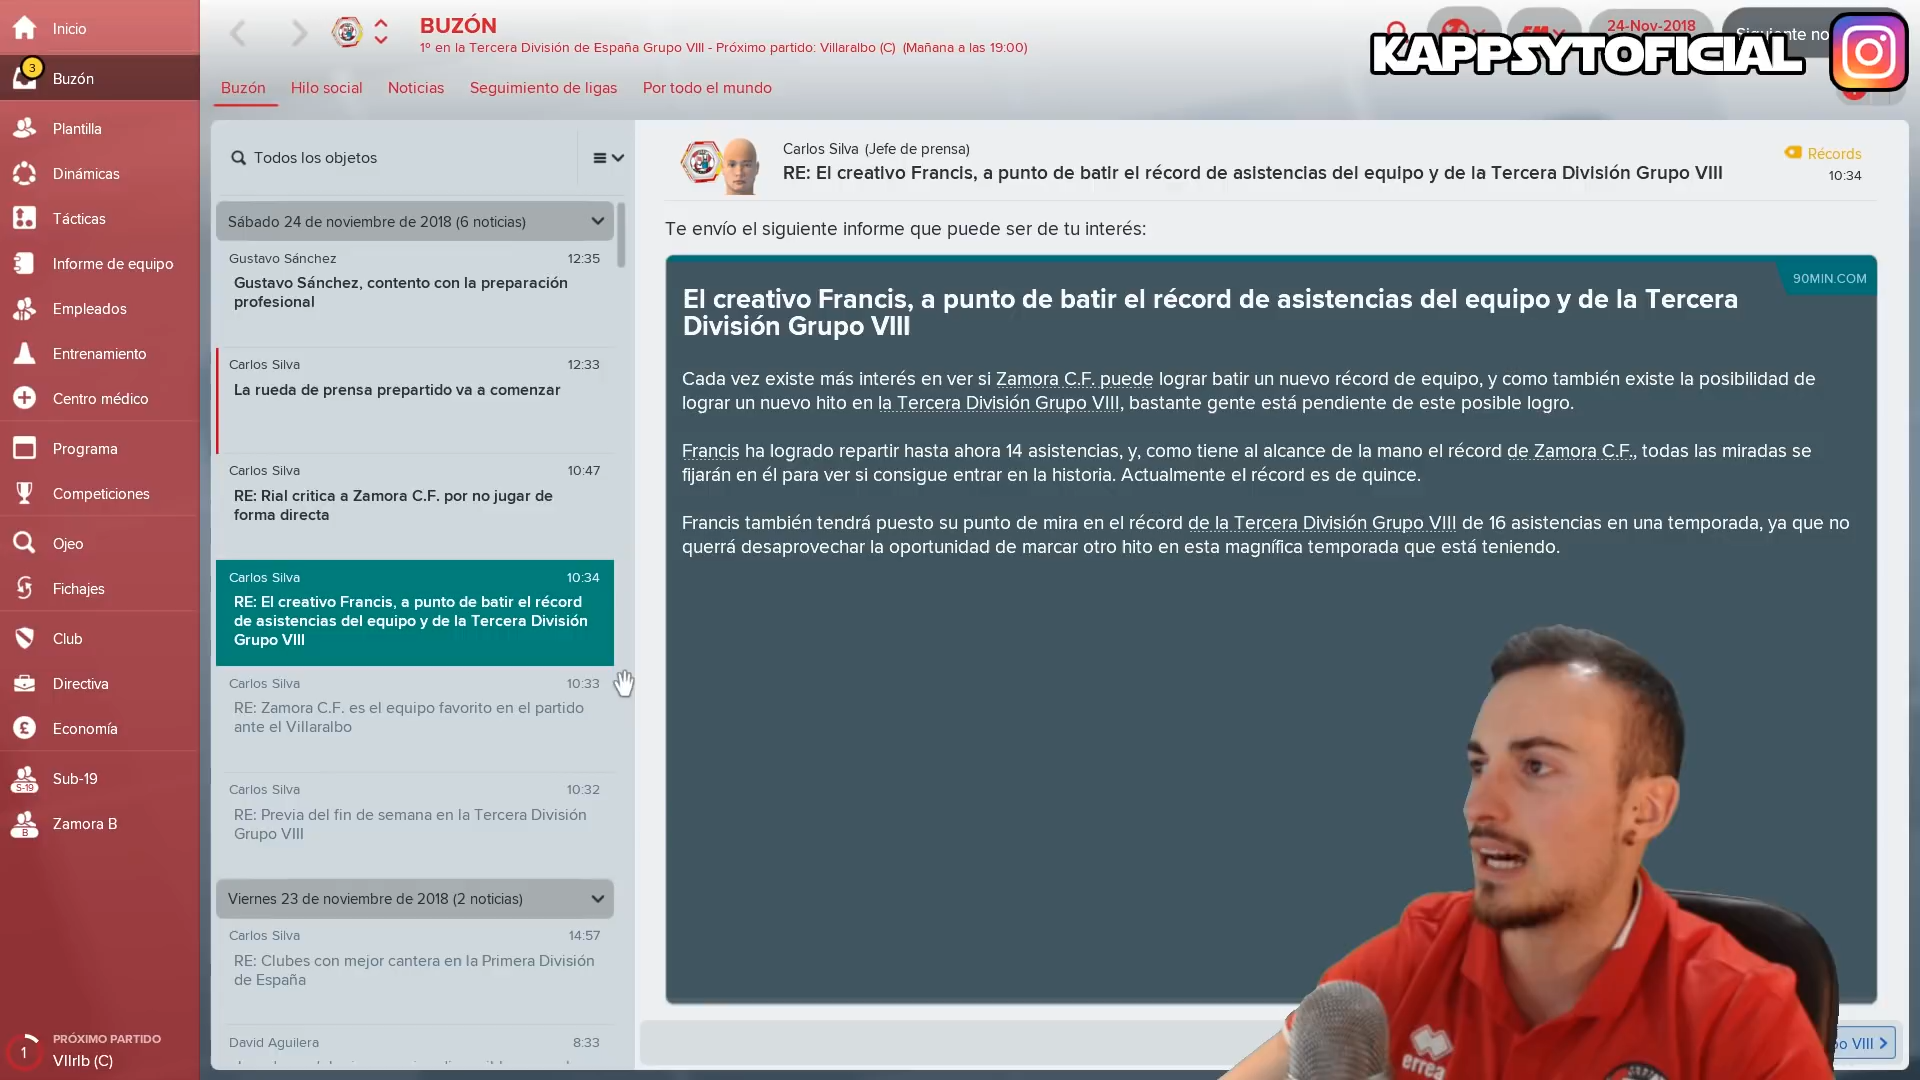 Inicio
3
Buzón
Plantilla
Dinámicas
Tácticas
Informe de equipo
Empleados
Entrenamiento
Centro médico
Programa
Competiciones
Ojeo
Fichajes
Club
Directiva
Economía
S-19
Sub-19
B
Zamora B
1
PRÓXIMO PARTIDO
Vllrlb (C)
BUZÓN
1º en la Tercera División de España Grupo VIII - Próximo partido: Villaralbo (C) (Mañana a las 19:00)
FM
24-Nov-2018
Siguiente no
KAPPSYTOFICIAL
Buzón Hilo social Noticias Seguimiento de ligas Por todo el mundo
Todos los objetos
Sábado 24 de noviembre de 2018 (6 noticias)
Gustavo Sánchez 12:35
Gustavo Sánchez, contento con la preparación
profesional
Carlos Silva 12:33
La rueda de prensa prepartido va a comenzar
Carlos Silva 10:47
RE: Rial critica a Zamora C.F. por no jugar de
forma directa
Carlos Silva 10:34
RE: El creativo Francis, a punto de batir el récord
de asistencias del equipo y de la Tercera División
Grupo VIII
Carlos Silva 10:33
RE: Zamora C.F. es el equipo favorito en el partido
ante el Villaralbo
Carlos Silva 10:32
RE: Previa del fin de semana en la Tercera División
Grupo VIII
Viernes 23 de noviembre de 2018 (2 noticias)
Carlos Silva 14:57
RE: Clubes con mejor cantera en la Primera División
de España
David Aguilera 8:33
Carlos Silva (Jefe de prensa)
RE: El creativo Francis, a punto de batir el récord de asistencias del equipo y de la Tercera División Grupo VIII
Récords
10:34
Te envío el siguiente informe que puede ser de tu interés:
90MIN.COM
El creativo Francis, a punto de batir el récord de asistencias del equipo y de la Tercera
División Grupo VIII
Cada vez existe más interés en ver si Zamora C.F. puede lograr batir un nuevo récord de equipo, y como también existe la posibilidad de
lograr un nuevo hito en la Tercera División Grupo VIII, bastante gente está pendiente de este posible logro.
Francis ha logrado repartir hasta ahora 14 asistencias, y, como tiene al alcance de la mano el récord de Zamora C.F., todas las miradas se
fijarán en él para ver si consigue entrar en la historia. Actualmente el récord es de quince.
Francis también tendrá puesto su punto de mira en el récord de la Tercera División Grupo VIII de 16 asistencias en una temporada, ya que no
querrá desaprovechar la oportunidad de marcar otro hito en esta magnífica temporada que está teniendo.
po VIII
errea